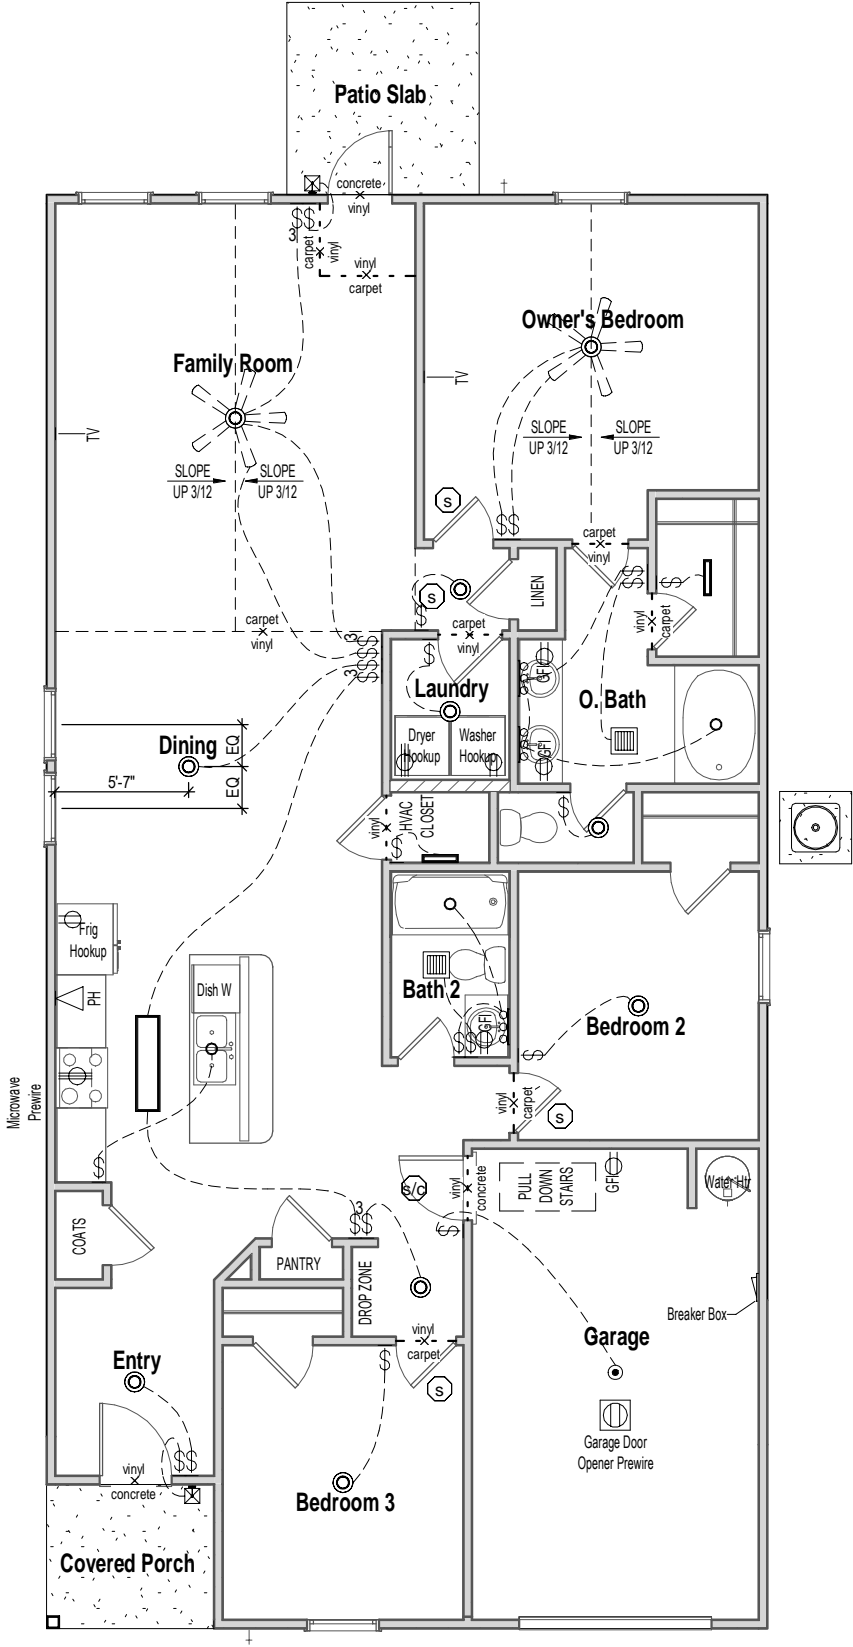 Patio Slab
concrete
vinyl
3
carpet
vinyl
vinyl
carpet
Owner's Bedroom
Family Room
TV
TV
SLOPE
UP 3/12
SLOPE
UP 3/12
SLOPE
UP 3/12
SLOPE
UP 3/12
S
carpet
vinyl
S
LINEN
carpet
vinyl
carpet
vinyl
vinyl
carpet
3
3
GFI
Laundry
O. Bath
Dryer
Hookup
Washer
Hookup
GFI
Dining
EQ
EQ
5'-7"
vinyl
HVAC
CLOSET
Frig
Hookup
Dish W
PH
Bath 2
GFI
Bedroom 2
Microwave
Prewire
vinyl
carpet
S
S/C
vinyl
concrete
PULL
DOWN
STAIRS
GFI
Water Htr
3
COATS
PANTRY
DROP ZONE
Breaker Box
Garage
vinyl
carpet
Entry
S
Garage Door
Opener Prewire
vinyl
concrete
Bedroom 3
Covered Porch